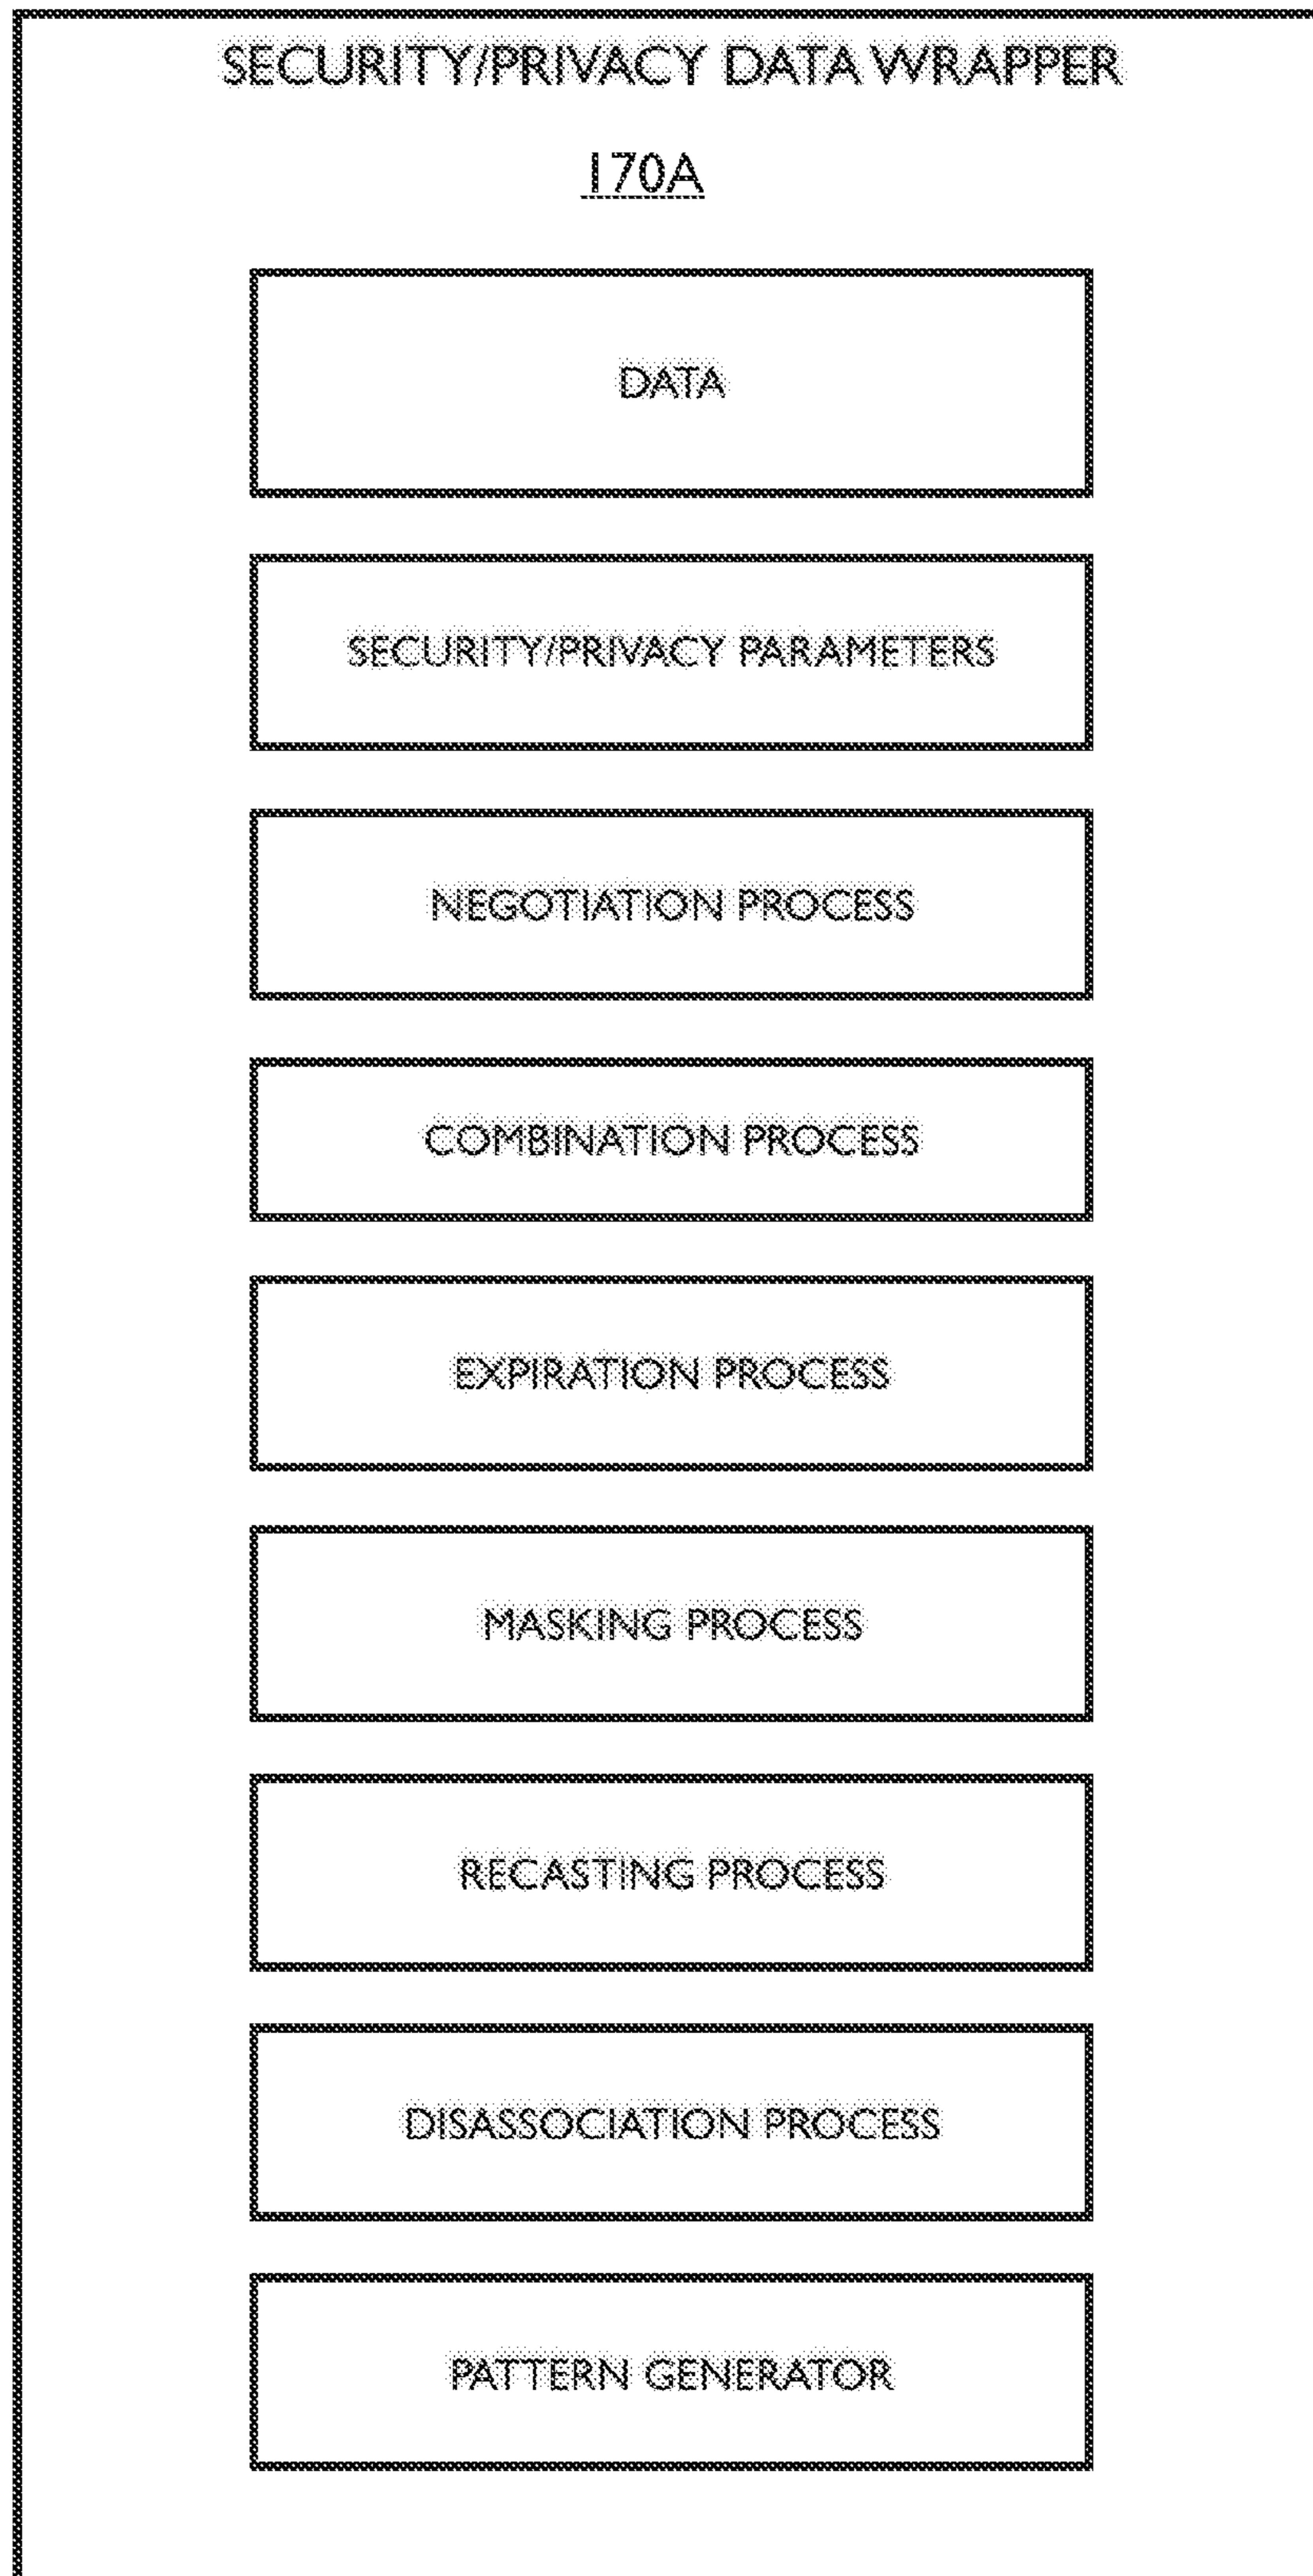 SECURITY/PRIVACY DATA WRAPPER
170A
DATA
SECURITY/PRIVACY PARAMETERS
NEGOTIATION PROCESS
COMBINATION PROCESS
EXPIRATION PROCESS
MASKING PROCESS
RECASTING PROCESS
DISASSOCIATION PROCESS
PATTERN GENERATOR